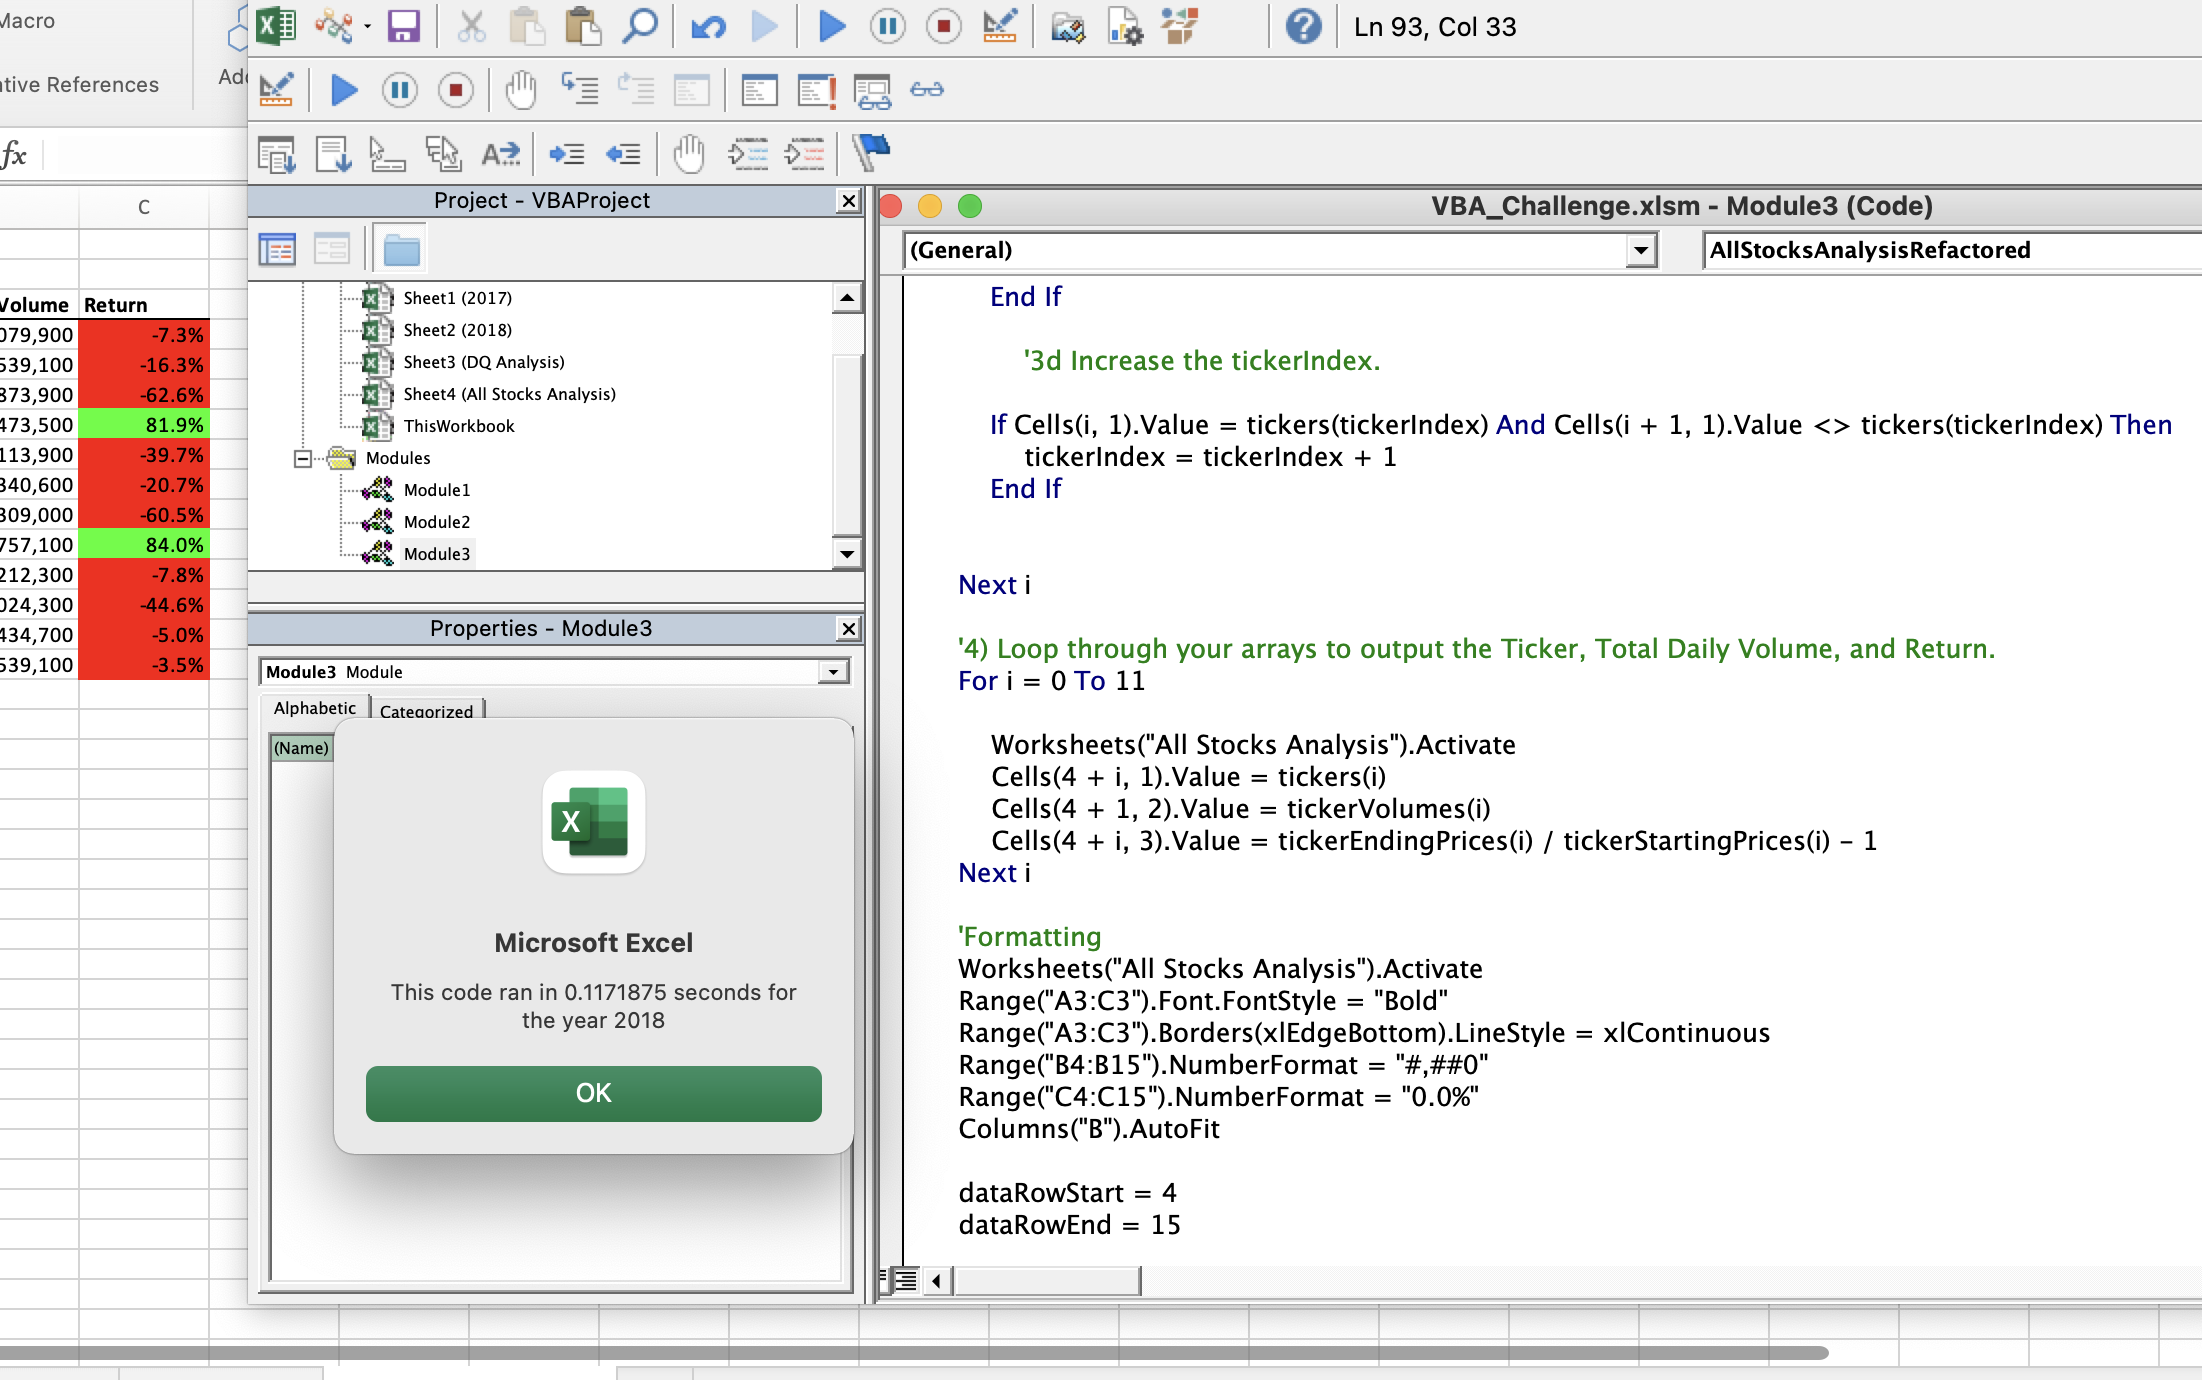 Ln 93, Col 33
References
fx
C
Return
079,900 -7.3%
539,100 -16.3%
873,900 -62.6%
473,500 81.9%
113,900 -39.7%
340,600 -20.7%
309,000 -60.5%
757,100 84.0%
212,300 -7.8%
024,300 -44.6%
434,700 -5.0%
539,100 -3.5%
Project - VBAProject
Sheet1 (2017)
Sheet2 (2018)
Sheet3 (DQ Analysis)
Sheet4 (All Stocks Analysis)
ThisWorkbook
Modules
Module1
Module2
Module3
Properties - Module3
Module3 Module
Alphabetic
Categorized
(Name)
Microsoft Excel
This code ran in 0.1171875 seconds for
the year 2018
OK
VBA_Challenge.xlsm - Module3 (Code)
(General)
AllStocksAnalysisRefactored
End If
'3d Increase the tickerIndex.
If Cells(i, 1).Value = tickers(tickerIndex) And Cells(i + 1, 1).Value <> tickers(tickerIndex) Then
tickerIndex = tickerIndex + 1
End If
Next i
'4) Loop through your arrays to output the Ticker, Total Daily Volume, and Return.
For i = 0 To 11
Worksheets("All Stocks Analysis").Activate
Cells(4 + i, 1).Value = tickers(i)
Cells(4 + 1, 2).Value = tickerVolumes(i)
Cells(4 + i, 3).Value = tickerEndingPrices(i) / tickerStartingPrices(i) - 1
Next i
'Formatting
Worksheets("All Stocks Analysis").Activate
Range("A3:C3").Font.FontStyle = "Bold"
Range("A3:C3").Borders(xlEdgeBottom).LineStyle = xlContinuous
Range("B4:B15").NumberFormat = "#,##0"
Range("C4:C15").NumberFormat = "0.0%"
Columns("B").AutoFit
dataRowStart = 4
dataRowEnd = 15